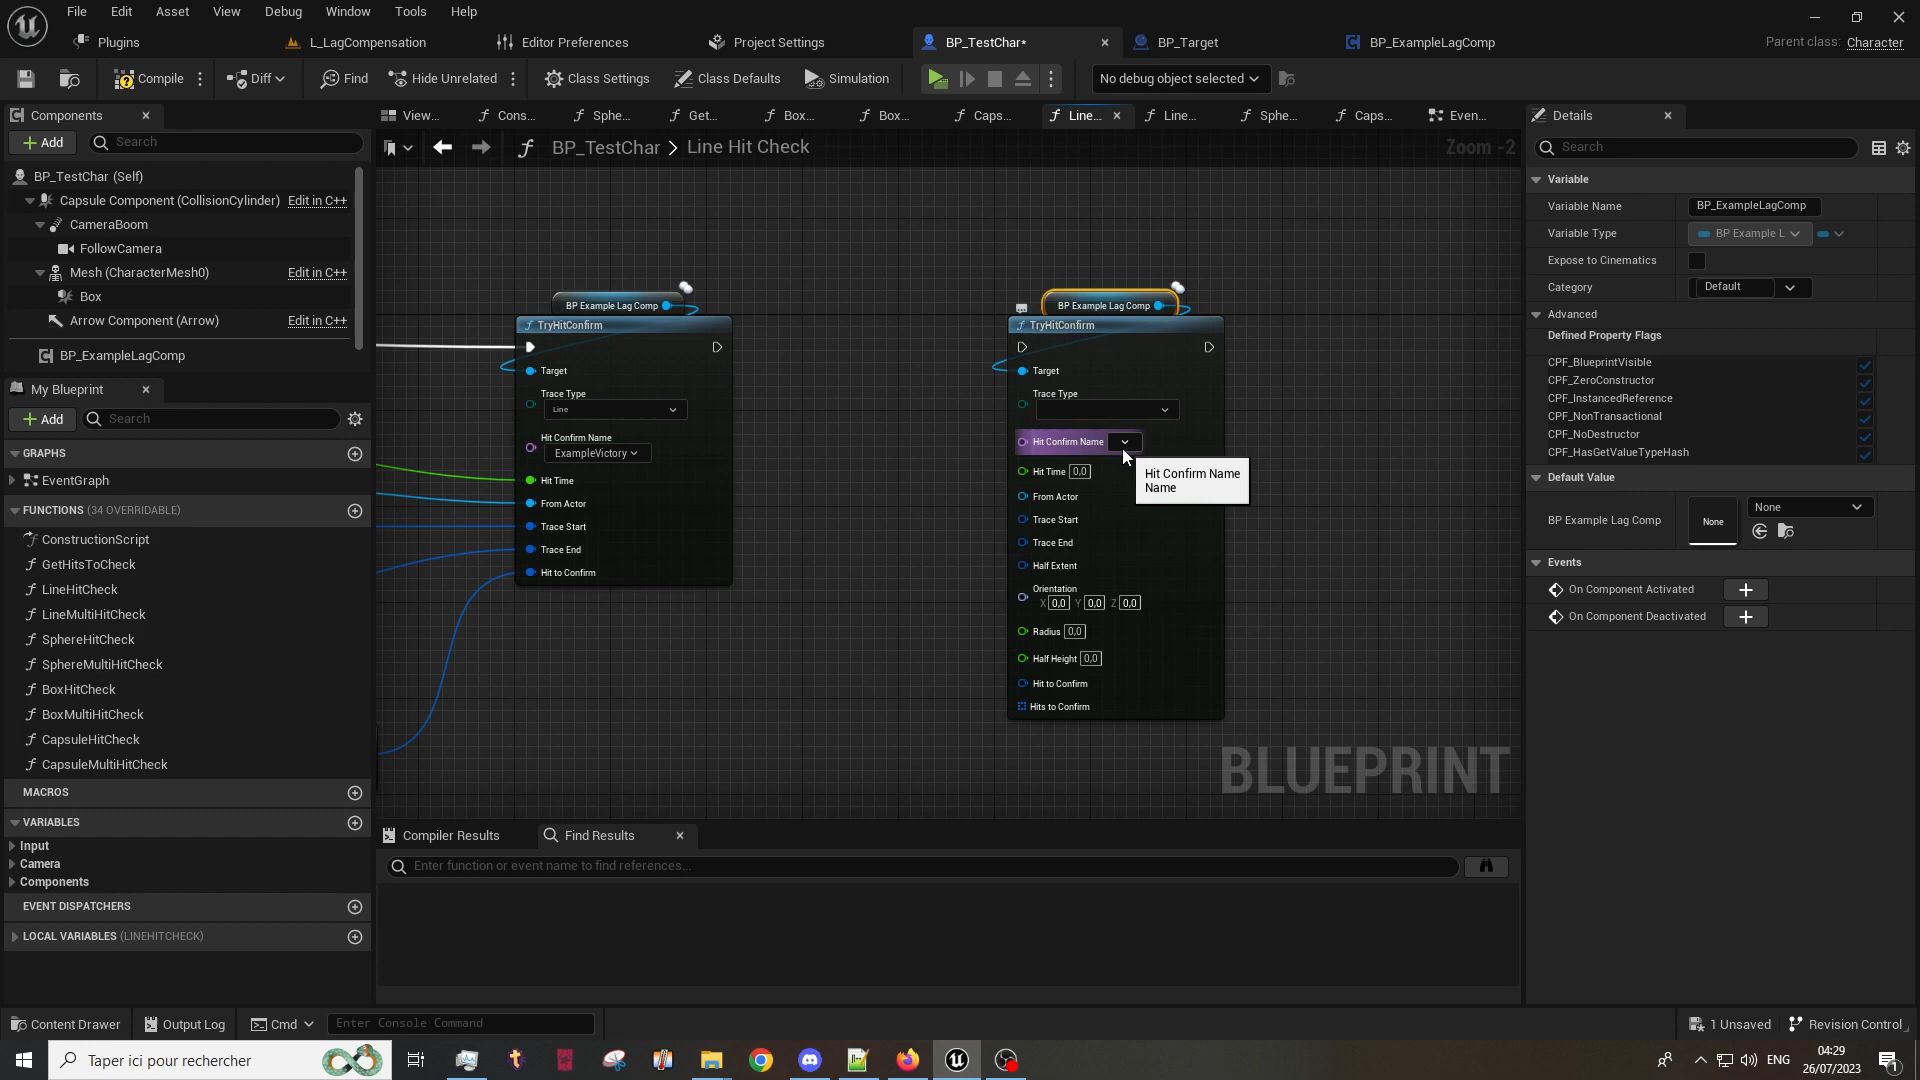 File Edit Asset View Debug Window Tools Help
Plugins L_LagCompensation Editor Preferences Project Settings BP_TestChar* BP_Target BP_ExampleLagComp Parent class: Character
Compile Diff Find Hide Unrelated Class Settings Class Defaults Simulation No debug object selected
Components
Add Search
BP_TestChar (Self)
Capsule Component (CollisionCylinder) Edit in C++
CameraBoom
FollowCamera
Mesh (CharacterMesh0) Edit in C++
Box
Arrow Component (Arrow) Edit in C++
BP_ExampleLagComp
My Blueprint
Add Search
GRAPHS
EventGraph
FUNCTIONS (34 OVERRIDABLE)
ConstructionScript
GetHitsToCheck
LineHitCheck
LineMultiHitCheck
SphereHitCheck
SphereMultiHitCheck
BoxHitCheck
BoxMultiHitCheck
CapsuleHitCheck
CapsuleMultiHitCheck
MACROS
VARIABLES
Input
Camera
Components
EVENT DISPATCHERS
LOCAL VARIABLES (LINEHITCHECK)
View... Cons... Sphe... Get... Box... Box... Caps... Line... Line... Sphe... Caps... Even...
BP_TestChar > Line Hit Check Zoom -2
BP Example Lag Comp
TryHitConfirm
Target
Trace Type
Line
Hit Confirm Name
ExampleVictory
Hit Time
From Actor
Trace Start
Trace End
Hit to Confirm
BP Example Lag Comp
TryHitConfirm
Target
Trace Type
Hit Confirm Name
Hit Time 0,0
From Actor
Trace Start
Trace End
Half Extent
Orientation
X 0,0 Y 0,0 Z 0,0
Radius 0,0
Half Height 0,0
Hit to Confirm
Hits to Confirm
Hit Confirm Name
Name
BLUEPRINT
Compiler Results Find Results
Enter function or event name to find references...
Details
Search
Variable
Variable Name BP_ExampleLagComp
Variable Type BP Example L
Expose to Cinematics
Category Default
Advanced
Defined Property Flags
CPF_BlueprintVisible
CPF_ZeroConstructor
CPF_InstancedReference
CPF_NonTransactional
CPF_NoDestructor
CPF_HasGetValueTypeHash
Default Value
BP Example Lag Comp None None
Events
On Component Activated
On Component Deactivated
Content Drawer Output Log Cmd Enter Console Command 1 Unsaved Revision Control
Taper ici pour rechercher ENG 04:29
26/07/2023 1